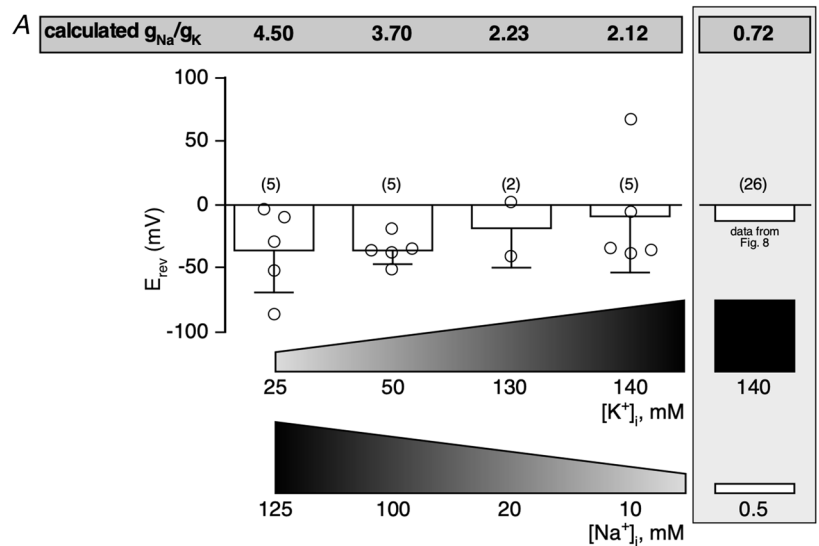 A
calculated gNa/gK 4.50 3.70 2.23 2.12 0.72
100
50
0
-50
-100
Erev (mV)
(5) (5) (2) (5) (26)
data from
Fig. 8
25 50 130 140 140
[K+]i, mM
125 100 20 10 0.5
[Na+]i, mM